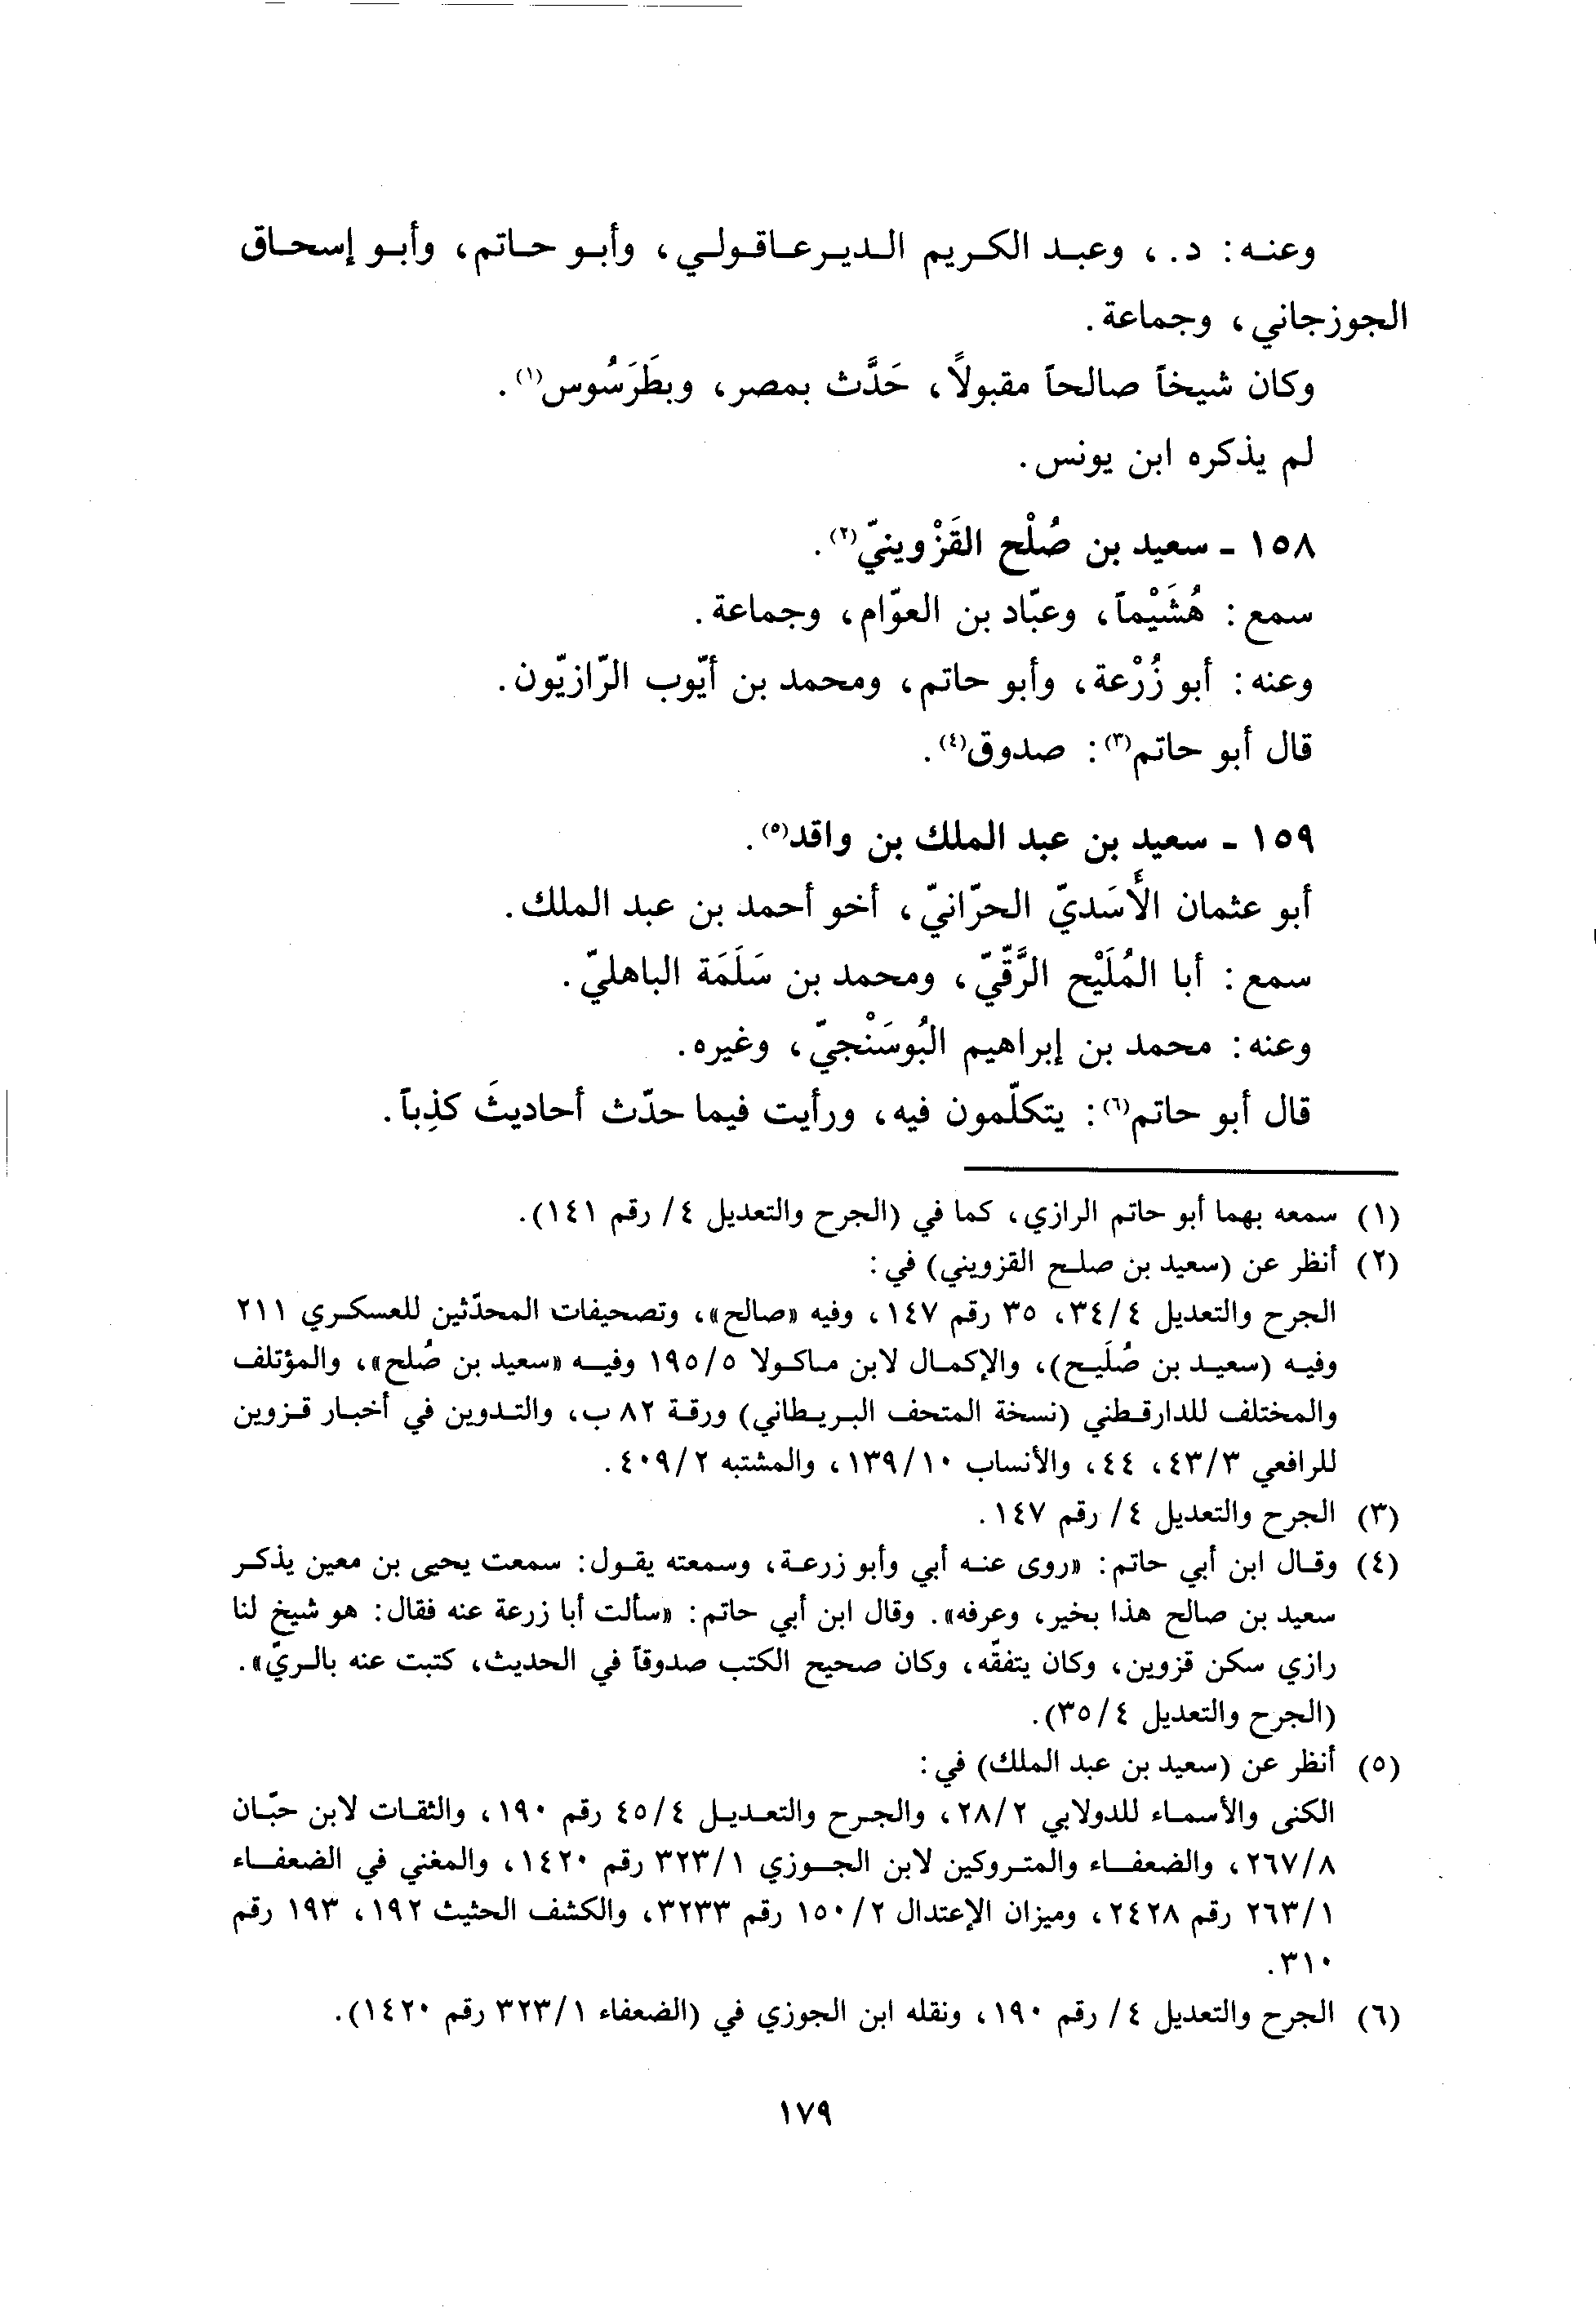 وعنه: د.، وعبد الكريم الديرعاقولي، وأبو حاتم، وأبو إسحاق
الجوزجاني، وجماعة.
وكان شيخاً صالحاً مقبولاً، حَدَّث بمصر، وبطَرَسُوس(١).
لم يذكره ابن يونس.
١٥٨ - سعيد بن صُلْح القَزْوينيّ(٢).
سمع: هُشَيْماً، وعبّاد بن العوّام، وجماعة.
وعنه: أبو زُرْعة، وأبو حاتم، ومحمد بن أيّوب الرّازيّون.
قال أبو حاتم(٣): صدوق(٤).
١٥٩ - سعيد بن عبد الملك بن واقد(٥).
أبو عثمان الأَسَديّ الحرّانيّ، أخو أحمد بن عبد الملك.
سمع: أبا المُلَيْح الرَّقّيّ، ومحمد بن سَلَمَة الباهليّ.
وعنه: محمد بن إبراهيم البُوسَنْجيّ، وغيره.
قال أبو حاتم(٦): يتكلّمون فيه، ورأيت فيما حدّث أحاديثَ كذِباً.
(١) سمعه بهما أبو حاتم الرازي، كما في (الجرح والتعديل ٤/ رقم ١٤١).
(٢) أنظر عن (سعيد بن صلح القزويني) في:
الجرح والتعديل ٣٤/٤، ٣٥ رقم ١٤٧، وفيه «صالح»، وتصحيفات المحدّثين للعسكري ٢١١
وفيه (سعيد بن صُلَيح)، والإكمال لابن ماكولا ١٩٥/٥ وفيه «سعيد بن صُلح»، والمؤتلف
والمختلف للدارقطني (نسخة المتحف البريطاني) ورقة ٨٢ ب، والتدوين في أخبار قزوين
للرافعي ٤٣/٣، ٤٤، والأنساب ١٣٩/١٠، والمشتبه ٤٠٩/٢.
(٣) الجرح والتعديل ٤/ رقم ١٤٧.
(٤) وقال ابن أبي حاتم: «روى عنه أبي وأبو زرعة، وسمعته يقول: سمعت يحيى بن معين يذكر
سعيد بن صالح هذا بخير، وعرفه». وقال ابن أبي حاتم: «سألت أبا زرعة عنه فقال: هو شيخ لنا
رازي سكن قزوين، وكان يتفقّه، وكان صحيح الكتب صدوقاً في الحديث، كتبت عنه بالريّ».
(الجرح والتعديل ٣٥/٤).
(٥) أنظر عن (سعيد بن عبد الملك) في:
الكنى والأسماء للدولابي ٢٨/٢، والجرح والتعديل ٤٥/٤ رقم ١٩٠، والثقات لابن حبّان
٢٦٧/٨، والضعفاء والمتروكين لابن الجوزي ٣٢٣/١ رقم ١٤٢٠، والمغني في الضعفاء
٢٦٣/١ رقم ٢٤٢٨، وميزان الإعتدال ١٥٠/٢ رقم ٣٢٣٣، والكشف الحثيث ١٩٢، ١٩٣ رقم
٣١٠.
(٦) الجرح والتعديل ٤/ رقم ١٩٠، ونقله ابن الجوزي في (الضعفاء ٣٢٣/١ رقم ١٤٢٠).
١٧٩